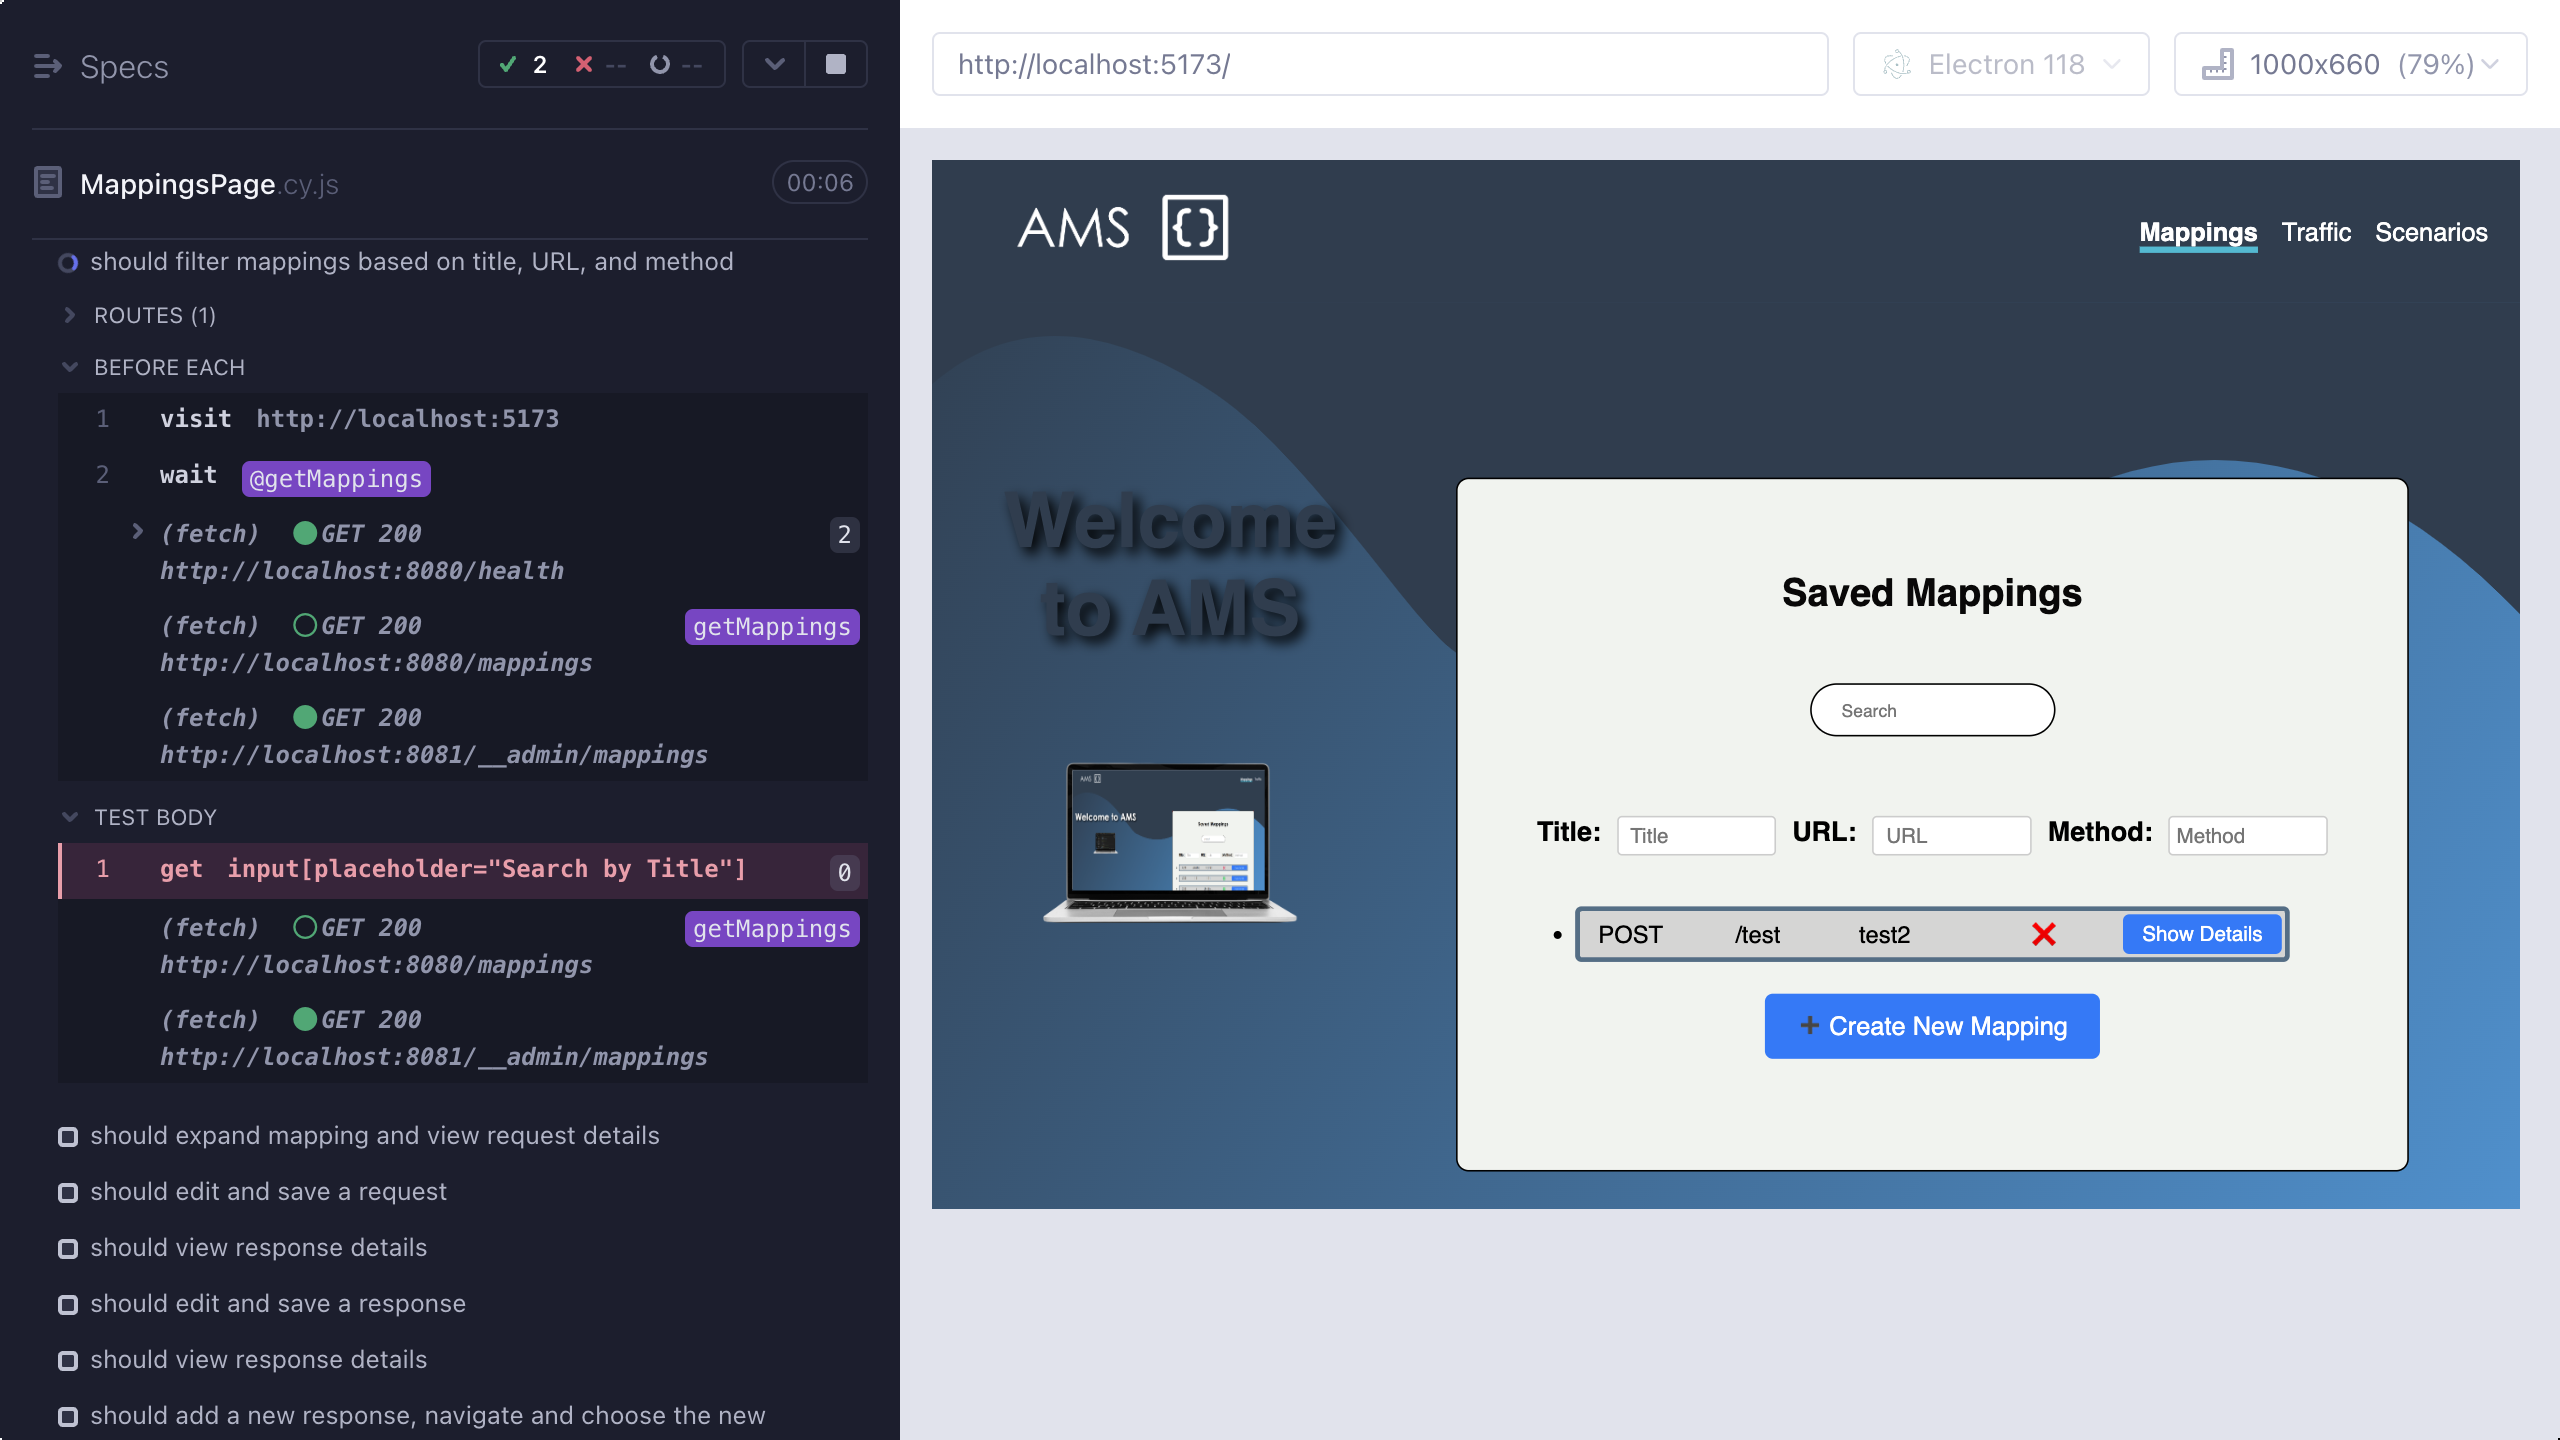 Specs
2
--
--
MappingsPage.cy.js
00:06
should filter mappings based on title, URL, and method
ROUTES (1)
BEFORE EACH
1 visit http://localhost:5173
2 wait @getMappings
(fetch) GET 200 2
http://localhost:8080/health
(fetch) GET 200 getMappings
http://localhost:8080/mappings
(fetch) GET 200
http://localhost:8081/__admin/mappings
TEST BODY
1 get input[placeholder="Search by Title"] 0
(fetch) GET 200 getMappings
http://localhost:8080/mappings
(fetch) GET 200
http://localhost:8081/__admin/mappings
should expand mapping and view request details
should edit and save a request
should view response details
should edit and save a response
should view response details
should add a new response, navigate and choose the new
http://localhost:5173/
Electron 118
1000x660 (79%)
AMS {}
Mappings Traffic Scenarios
Welcome
to AMS
AMS {}
Welcome to AMS
Saved Mappings
Saved Mappings
Search
Title: Title URL: URL Method: Method
• POST /test test2 Show Details
+ Create New Mapping